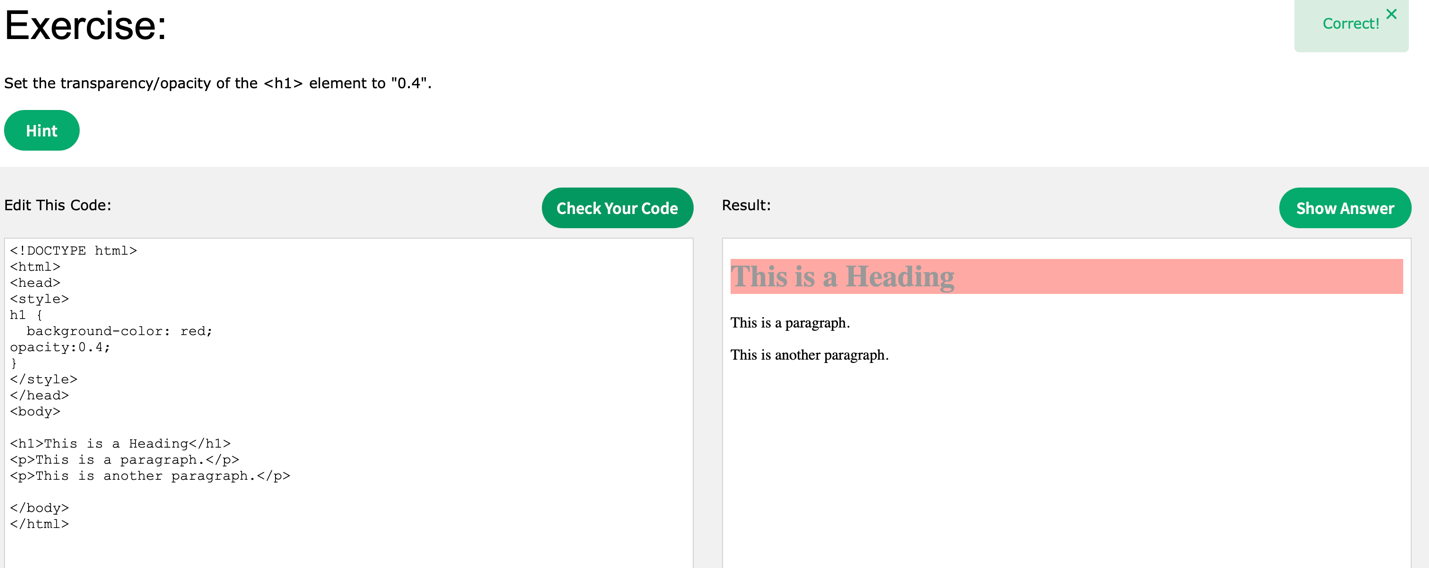 Exercise:
Correct! ×
Set the transparency/opacity of the <h1> element to "0.4".
Hint
Edit This Code:
Check Your Code
Result:
Show Answer
<!DOCTYPE html>
<html>
<head>
<style>
h1 {
  background-color: red;
opacity:0.4;
}
</style>
</head>
<body>

<h1>This is a Heading</h1>
<p>This is a paragraph.</p>
<p>This is another paragraph.</p>

</body>
</html>
This is a Heading
This is a paragraph.
This is another paragraph.